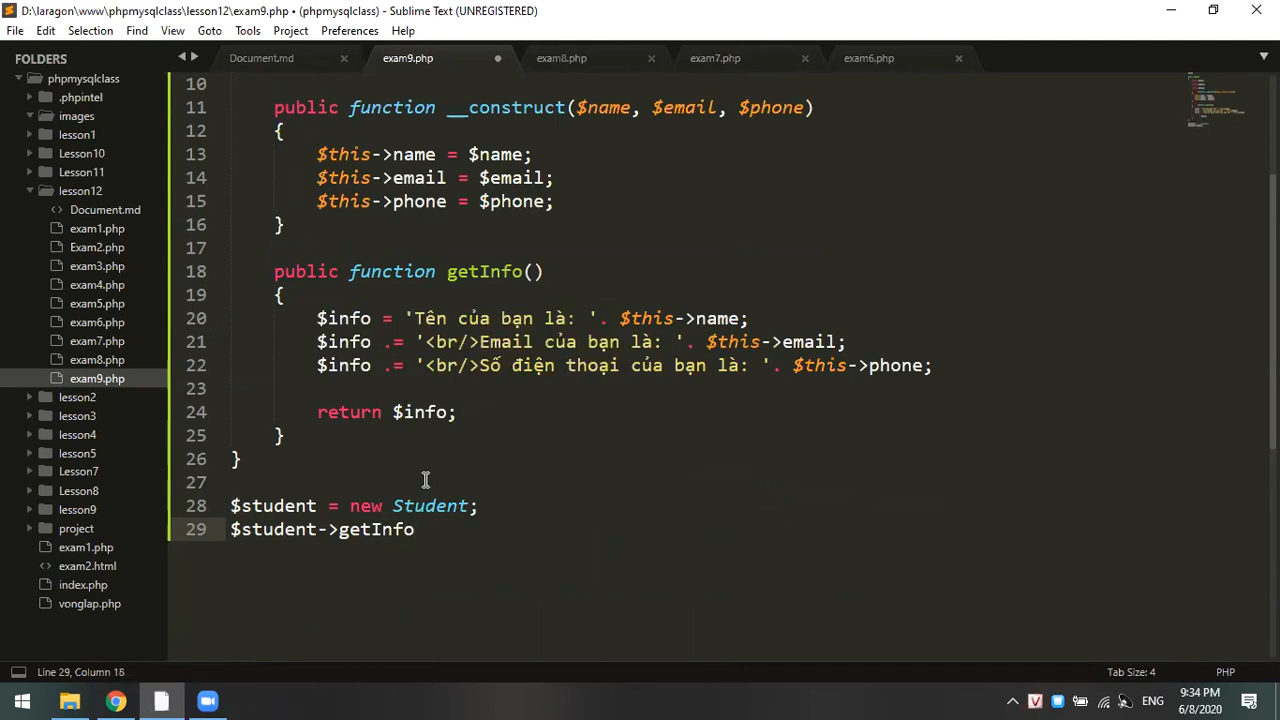 D:\laragon\www\phpmysqlclass\lesson12\exam9.php • (phpmysqlclass) - Sublime Text (UNREGISTERED)
File Edit Selection Find View Goto Tools Project Preferences Help
FOLDERS
phpmysqlclass
.phpintel
images
lesson1
Lesson10
Lesson11
lesson12
Document.md
exam1.php
Exam2.php
exam3.php
exam4.php
exam5.php
exam6.php
exam7.php
exam8.php
exam9.php
lesson2
lesson3
lesson4
lesson5
Lesson7
Lesson8
lesson9
project
exam1.php
exam2.html
index.php
vonglap.php
Document.md exam9.php exam8.php exam7.php exam6.php
10
11 public function __construct($name, $email, $phone)
12 {
13 $this->name = $name;
14 $this->email = $email;
15 $this->phone = $phone;
16 }
17
18 public function getInfo()
19 {
20 $info = 'Tên của bạn là: '. $this->name;
21 $info .= '<br/>Email của bạn là: '. $this->email;
22 $info .= '<br/>Số điện thoại của bạn là: '. $this->phone;
23
24 return $info;
25 }
26 }
27
28 $student = new Student;
29 $student->getInfo
Line 29, Column 18 Tab Size: 4 PHP
ENG
9:34 PM
6/8/2020